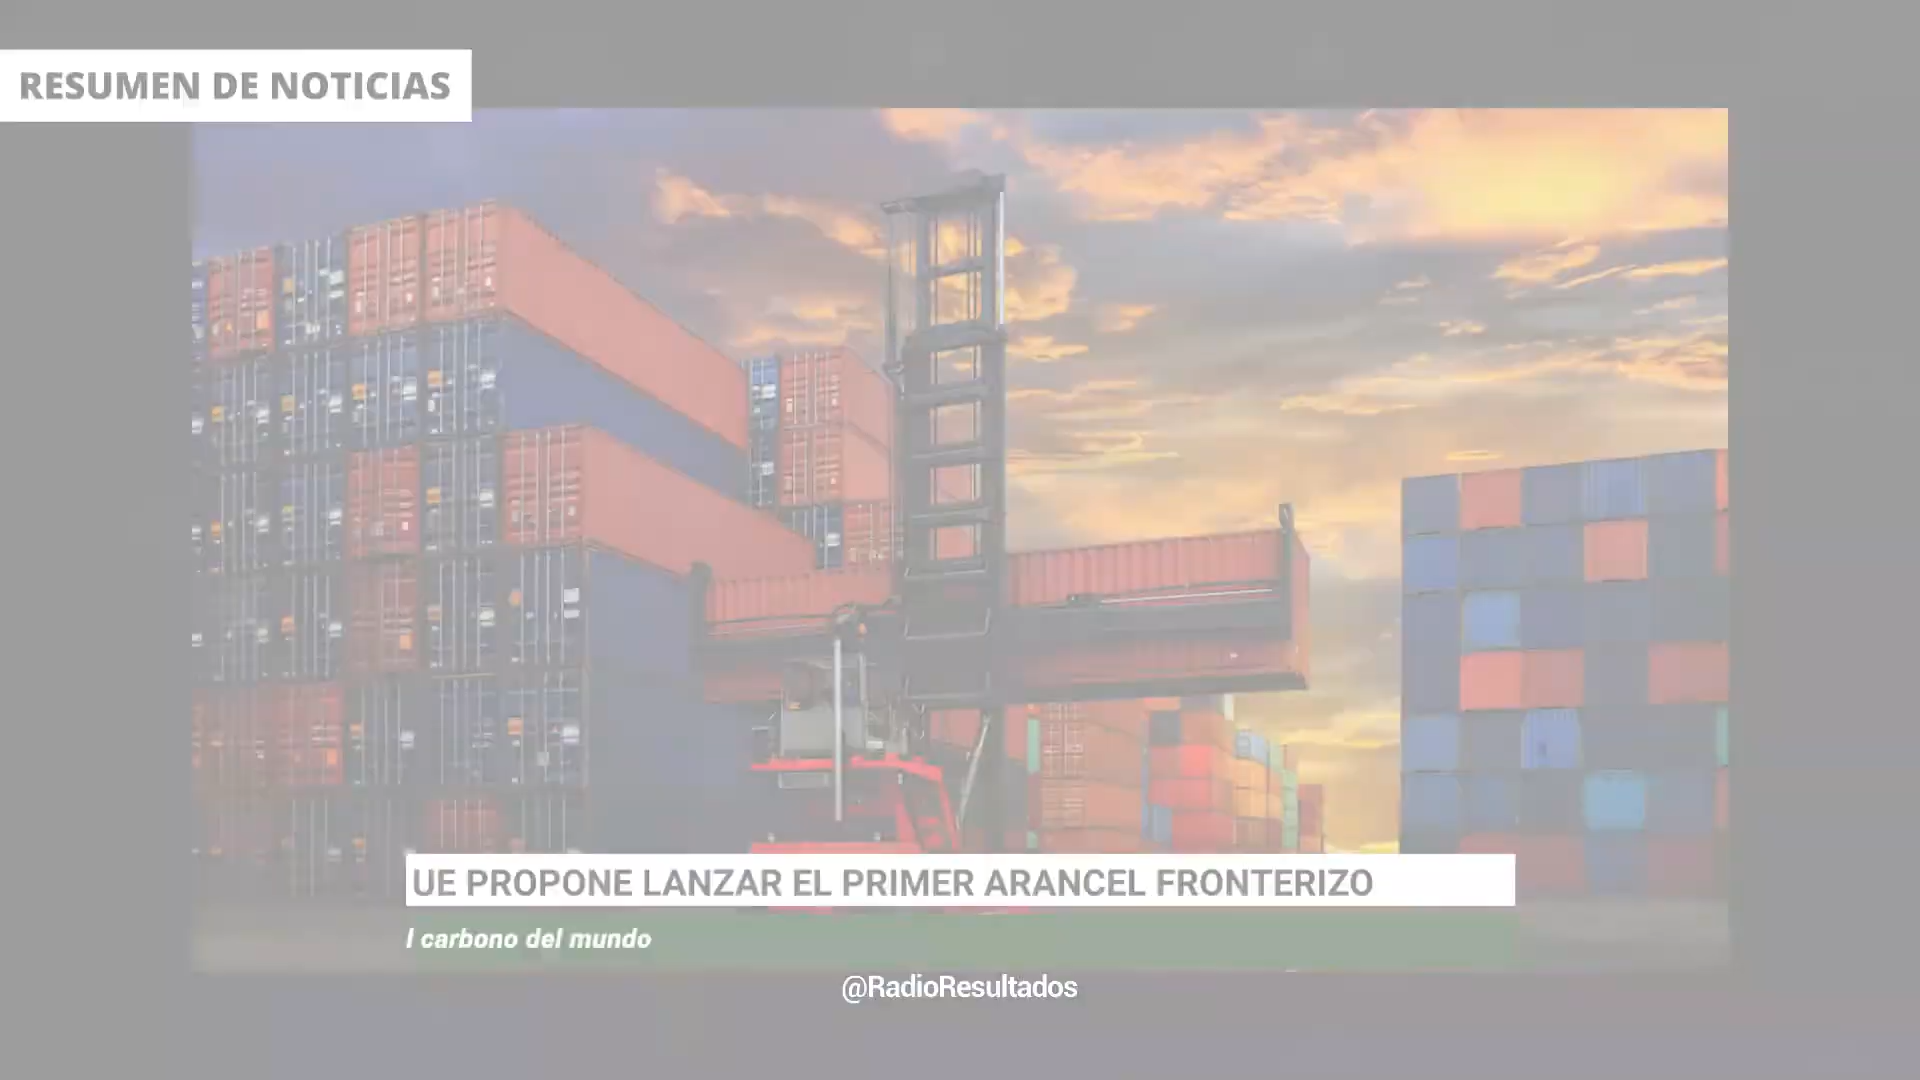 RESUMEN DE NOTICIAS
UE PROPONE LANZAR EL PRIMER ARANCEL FRONTERIZO
l carbono del mundo
@RadioResultados